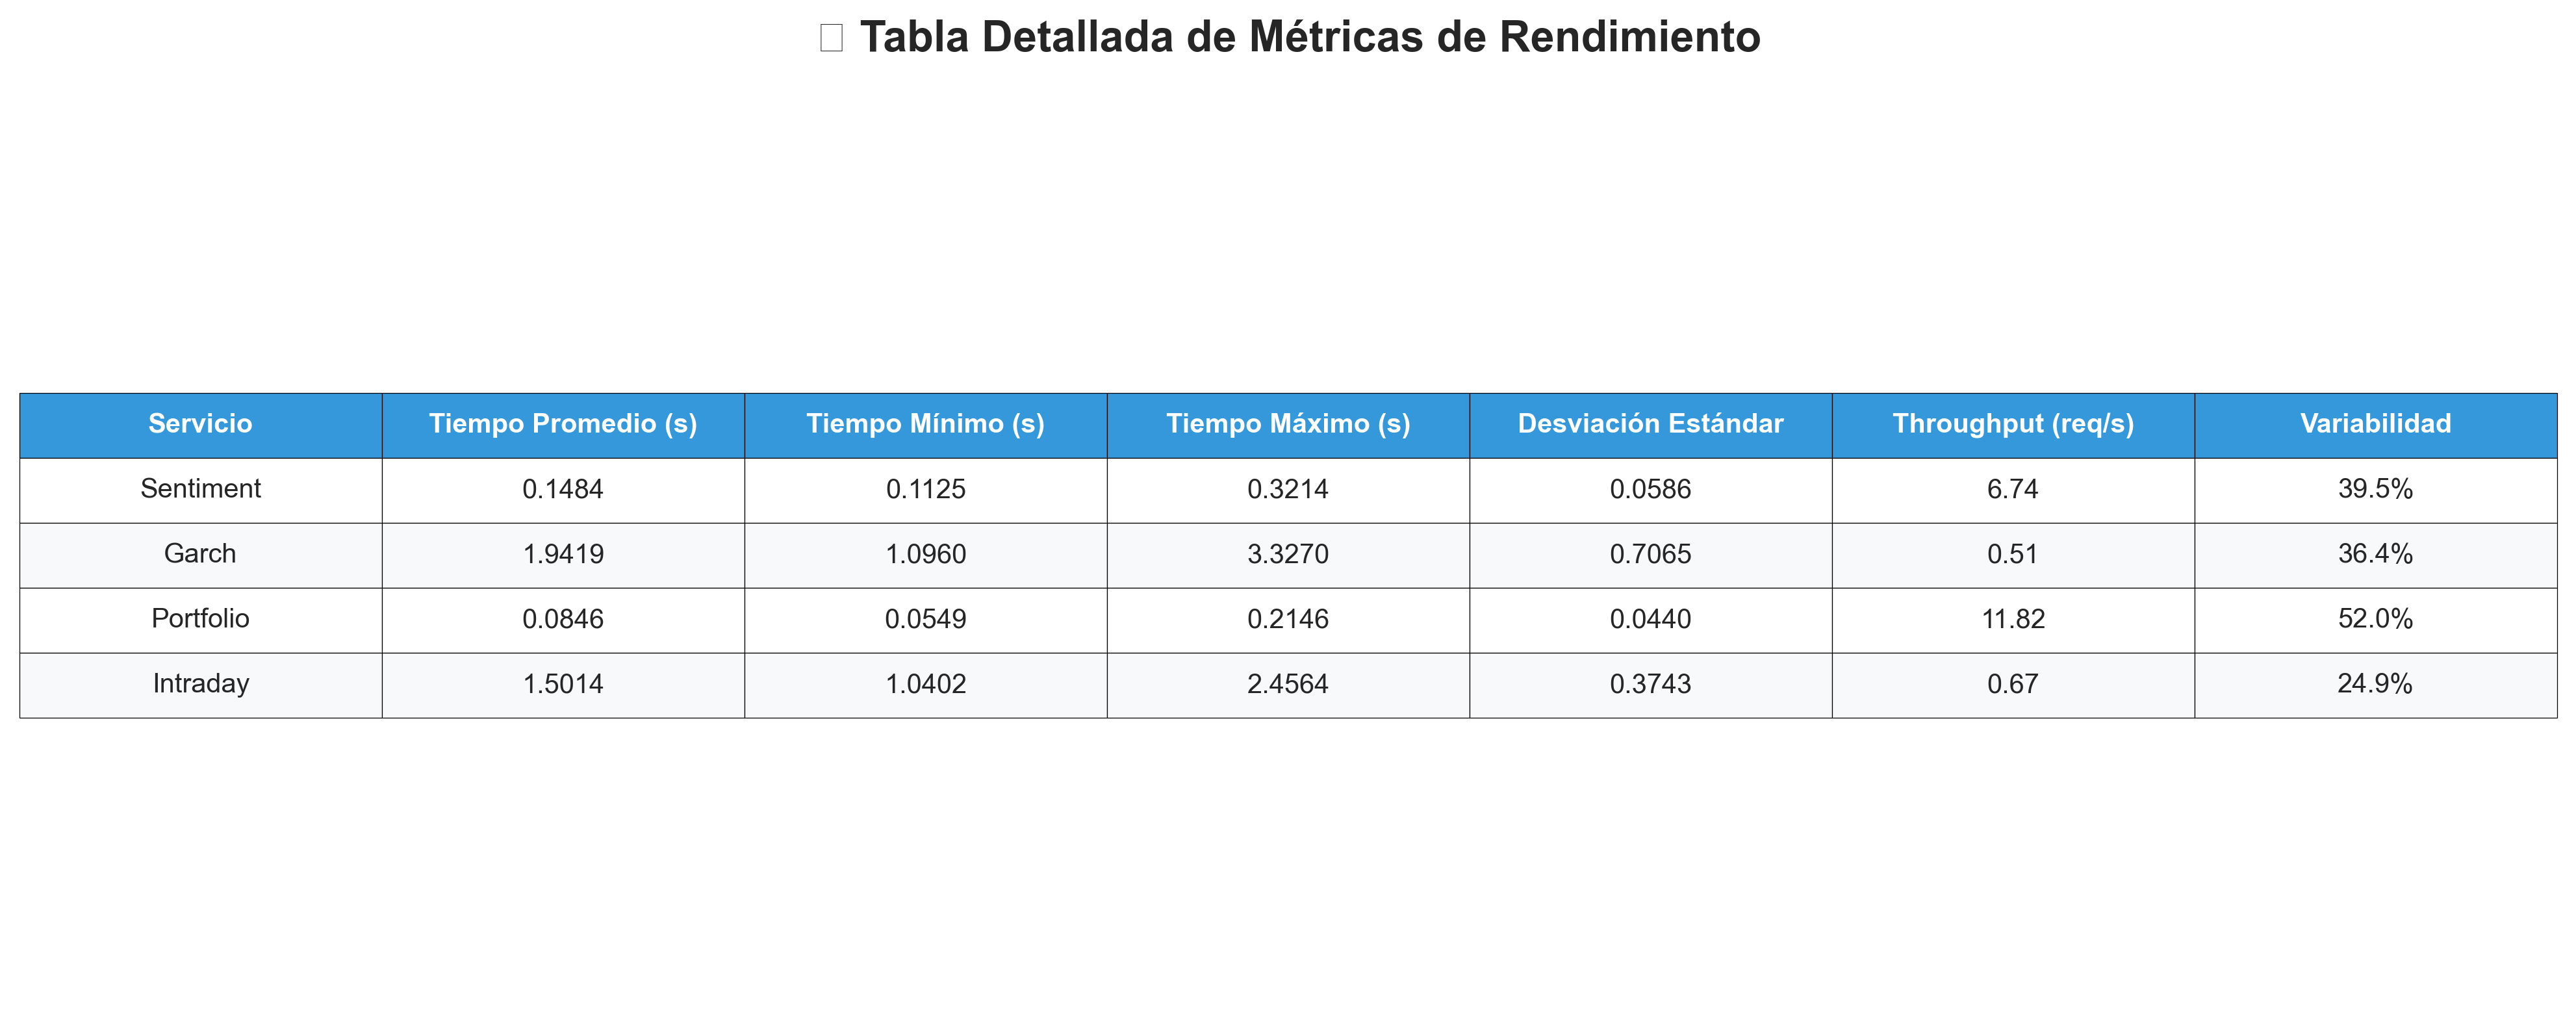 Tabla Detallada de Métricas de Rendimiento
Servicio Tiempo Promedio (s) Tiempo Mínimo (s) Tiempo Máximo (s) Desviación Estándar Throughput (req/s) Variabilidad
Sentiment 0.1484 0.1125 0.3214 0.0586 6.74 39.5%
Garch 1.9419 1.0960 3.3270 0.7065 0.51 36.4%
Portfolio 0.0846 0.0549 0.2146 0.0440 11.82 52.0%
Intraday 1.5014 1.0402 2.4564 0.3743 0.67 24.9%